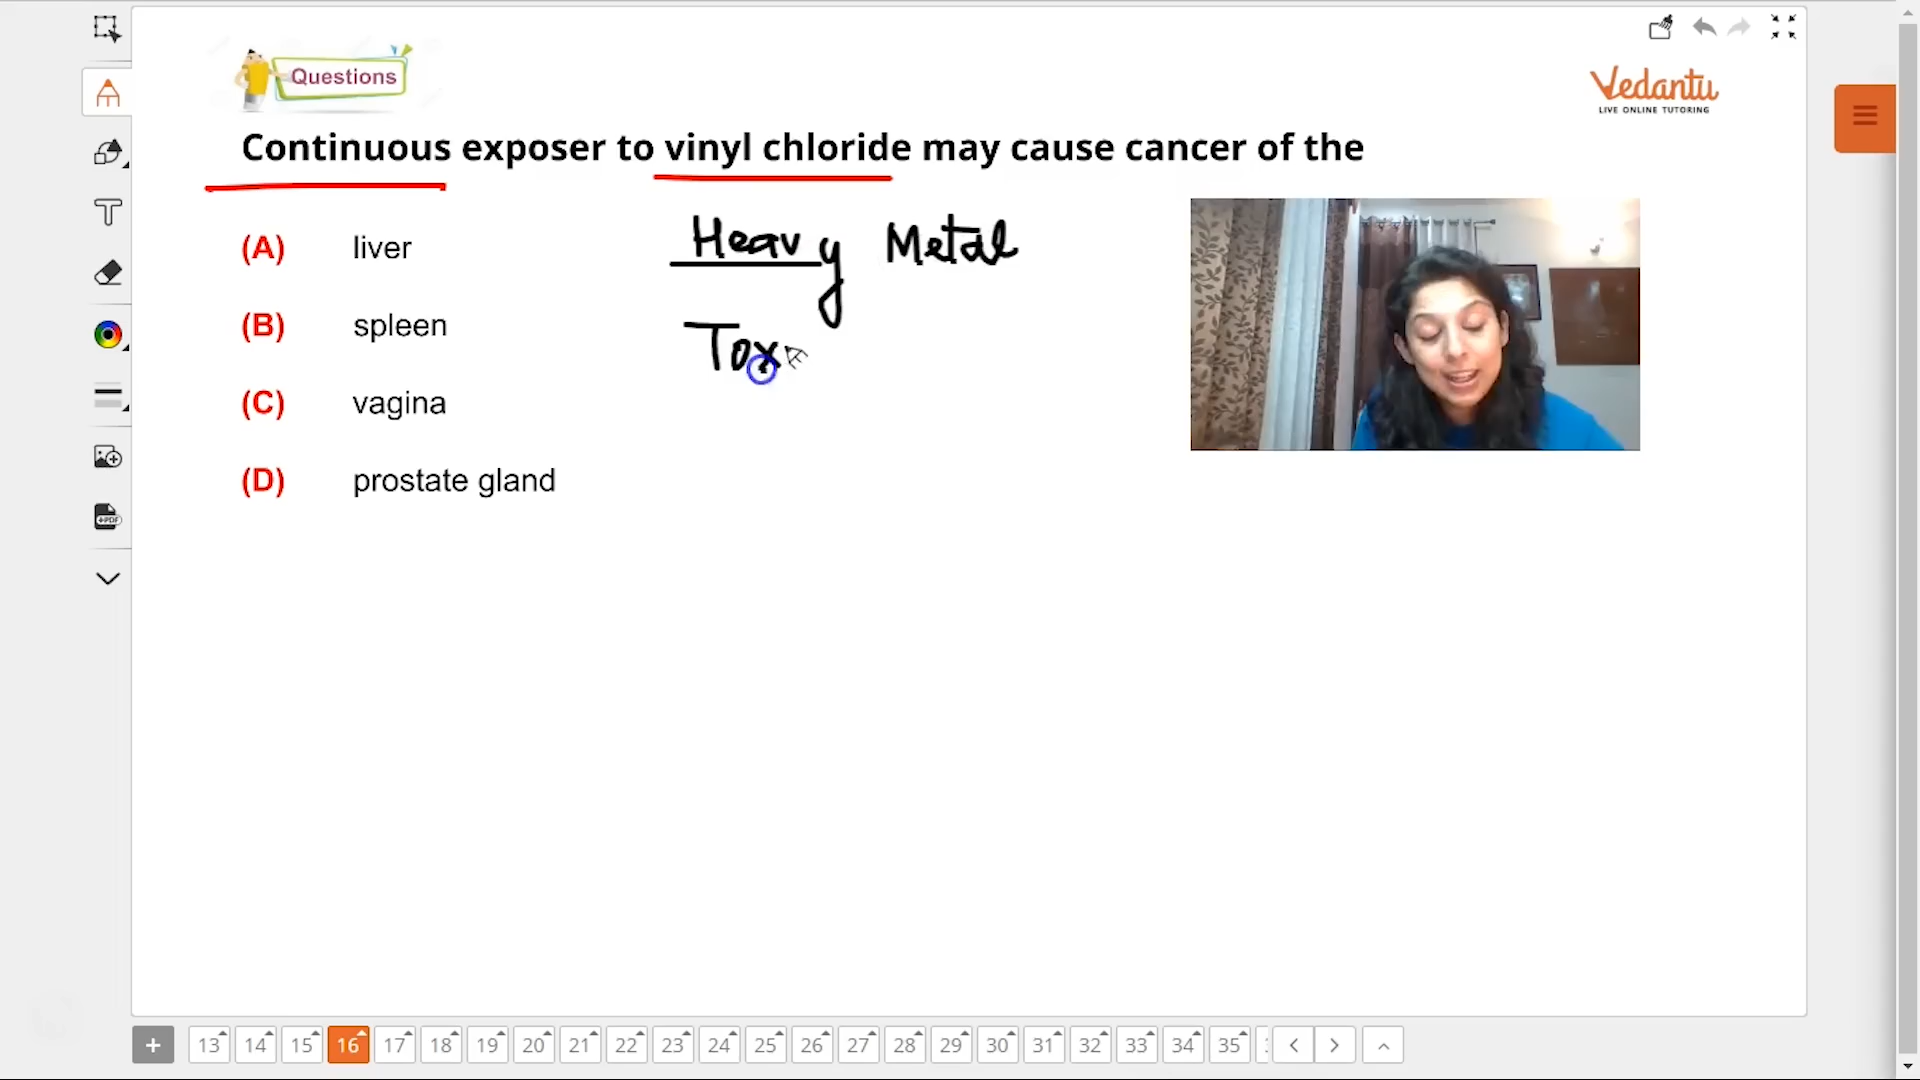 Questions
Vedantu
LIVE ONLINE TUTORING
Continuous exposer to vinyl chloride may cause cancer of the
(A) liver
(B) spleen
(C) vagina
(D) prostate gland
Heavy Metal
Tox
T
+PDF
+ 13 14 15 16 17 18 19 20 21 22 23 24 25 26 27 28 29 30 31 32 33 34 35